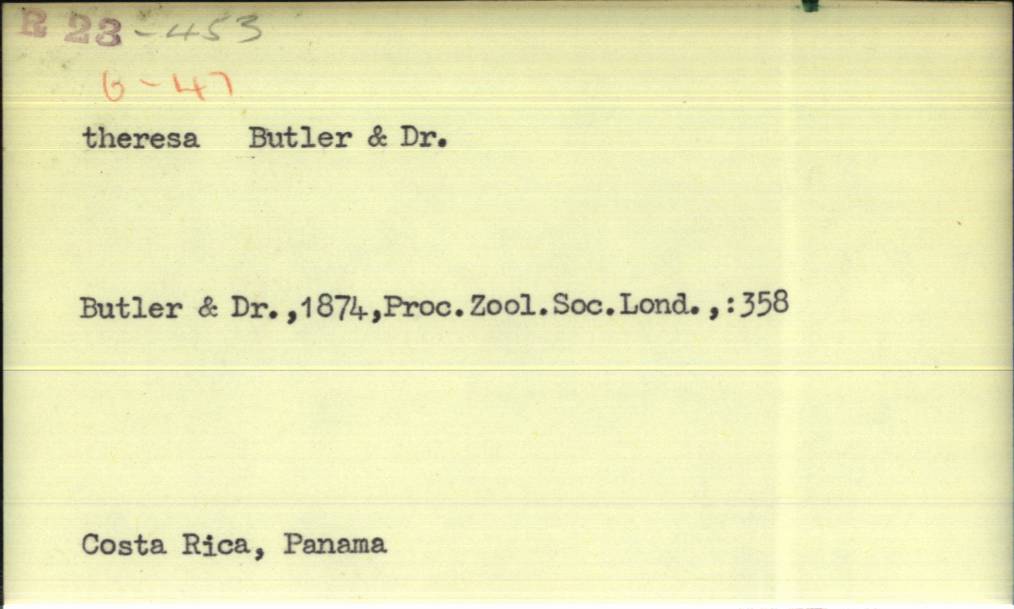 R 23-453
6-47
theresa Butler & Dr.
Butler & Dr.,1874,Proc.Zool.Soc.Lond.,:358
Costa Rica, Panama